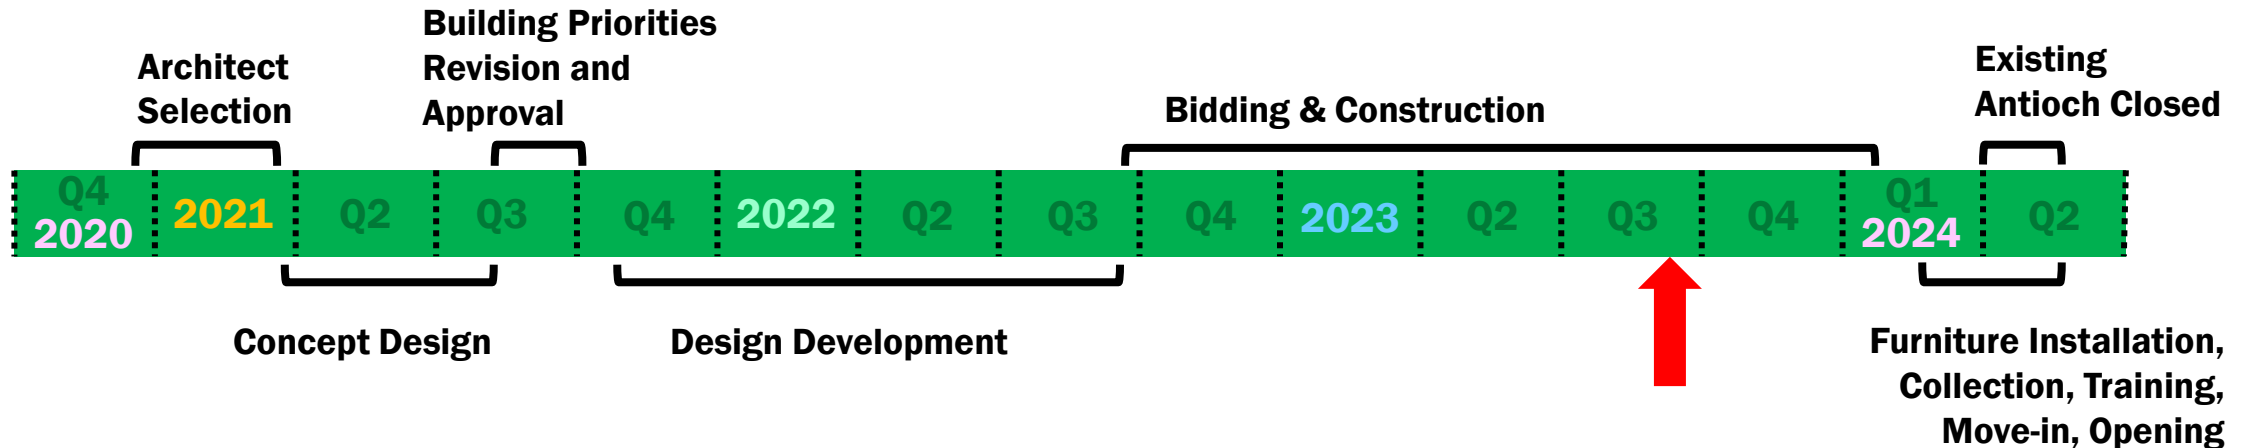 Building Priorities
Revision and
Approval
Architect
Selection
Bidding & Construction
Existing
Antioch Closed
Q4
2020
2021
Q2
Q3
Q4
2022
Q2
Q3
Q4
2023
Q2
Q3
Q4
Q1
2024
Q2
Concept Design
Design Development
Furniture Installation,
Collection, Training,
Move-in, Opening